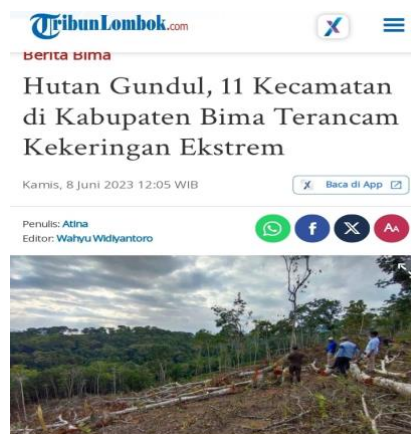 TribunLombok.com
Berita Bima
Hutan Gundul, 11 Kecamatan
di Kabupaten Bima Terancam
Kekeringan Ekstrem
Kamis, 8 Juni 2023 12:05 WIB
X Baca di App
Penulis: Atina
Editor: Wahyu Widiyantoro
AA